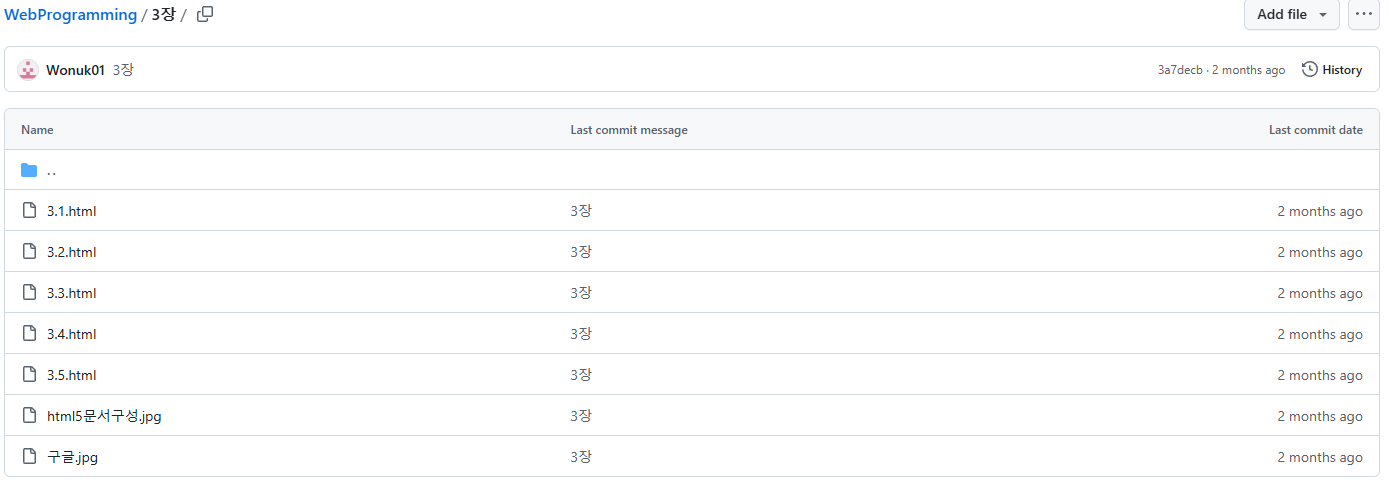 WebProgramming / 3장 /
Add file
Wonuk01 3장
3a7decb · 2 months ago
History
Name Last commit message Last commit date
..
3.1.html 3장 2 months ago
3.2.html 3장 2 months ago
3.3.html 3장 2 months ago
3.4.html 3장 2 months ago
3.5.html 3장 2 months ago
html5문서구성.jpg 3장 2 months ago
구글.jpg 3장 2 months ago